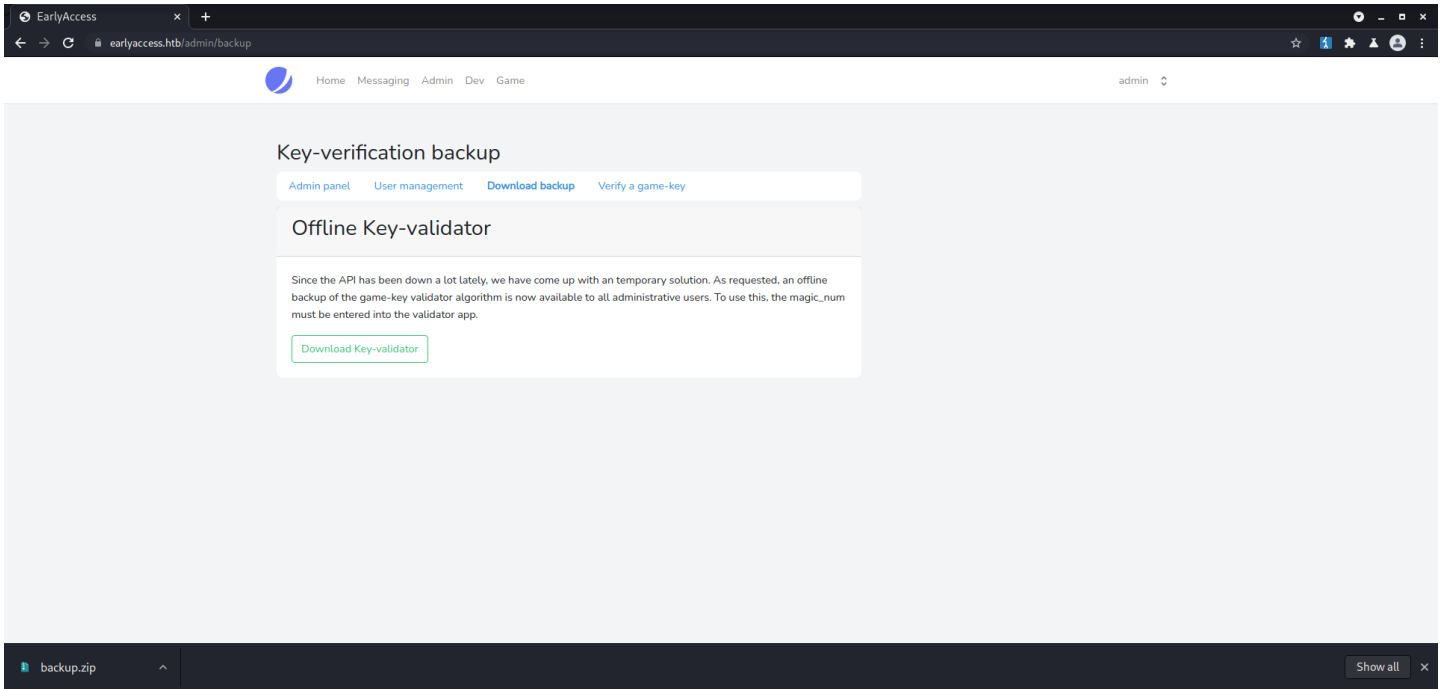 EarlyAccess
earlyaccess.htb/admin/backup
Home Messaging Admin Dev Game admin
Key-verification backup
Admin panel User management Download backup Verify a game-key
Offline Key-validator
Since the API has been down a lot lately, we have come up with an temporary solution. As requested, an offline
backup of the game-key validator algorithm is now available to all administrative users. To use this, the magic_num
must be entered into the validator app.
Download Key-validator
backup.zip Show all